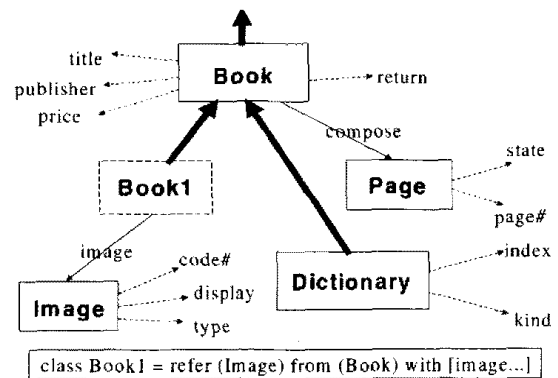 title
Book
return
publisher
price
compose
state
Book1
Page
page#
image
code#
index
Dictionary
display
Image
type
kind
class Book1 = refer (Image) from (Book) with [image...]